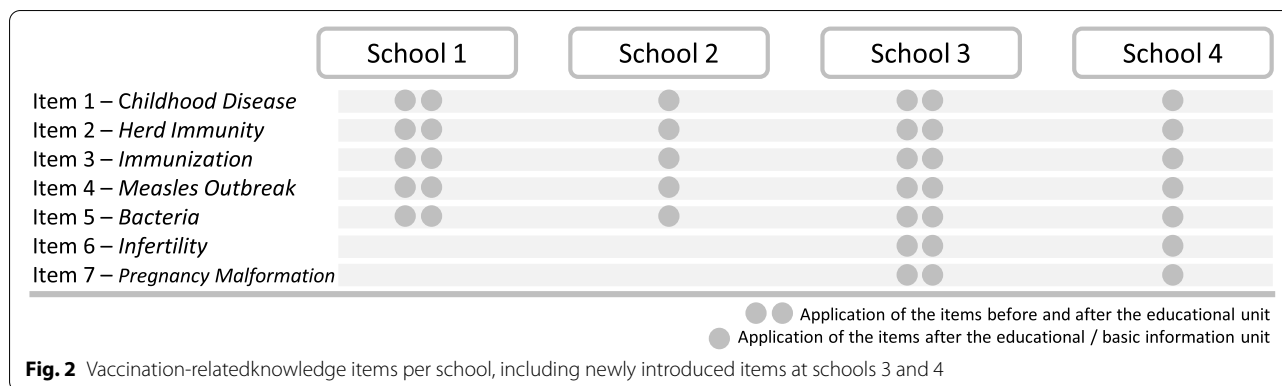 School 1 School 2 School 3 School 4
Item 1 – Childhood Disease
Item 2 – Herd Immunity
Item 3 – Immunization
Item 4 – Measles Outbreak
Item 5 – Bacteria
Item 6 – Infertility
Item 7 – Pregnancy Malformation
Application of the items before and after the educational unit
Application of the items after the educational / basic information unit
Fig. 2 Vaccination-relatedknowledge items per school, including newly introduced items at schools 3 and 4